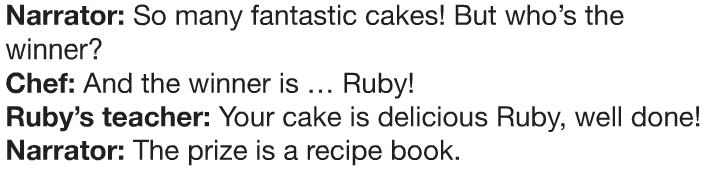 Narrator: So many fantastic cakes! But who’s the
winner?
Chef: And the winner is … Ruby!
Ruby’s teacher: Your cake is delicious Ruby, well done!
Narrator: The prize is a recipe book.